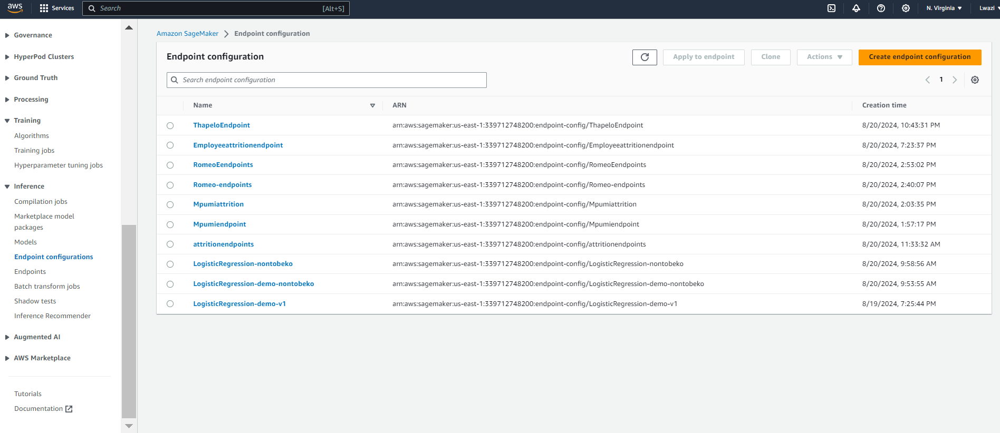 aws Services Search [Alt+S] N. Virginia Lwazi
Governance
HyperPod Clusters
Ground Truth
Processing
Training
Algorithms
Training jobs
Hyperparameter tuning jobs
Inference
Compilation jobs
Marketplace model
packages
Models
Endpoint configurations
Endpoints
Batch transform jobs
Shadow tests
Inference Recommender
Augmented AI
AWS Marketplace
Tutorials
Documentation
Amazon SageMaker Endpoint configuration
Endpoint configuration Apply to endpoint Clone Actions Create endpoint configuration
Search endpoint configuration 1
Name ARN Creation time
ThapeloEndpoint arn:aws:sagemaker:us-east-1:339712748200:endpoint-config/ThapeloEndpoint 8/20/2024, 10:43:31 PM
Employeeattritionendpoint arn:aws:sagemaker:us-east-1:339712748200:endpoint-config/Employeeattritionendpoint 8/20/2024, 7:23:37 PM
RomeoEendpoints arn:aws:sagemaker:us-east-1:339712748200:endpoint-config/RomeoEendpoints 8/20/2024, 2:53:02 PM
Romeo-endpoints arn:aws:sagemaker:us-east-1:339712748200:endpoint-config/Romeo-endpoints 8/20/2024, 2:40:07 PM
Mpumiattrition arn:aws:sagemaker:us-east-1:339712748200:endpoint-config/Mpumiattrition 8/20/2024, 2:03:35 PM
Mpumiendpoint arn:aws:sagemaker:us-east-1:339712748200:endpoint-config/Mpumiendpoint 8/20/2024, 1:57:17 PM
attritionendpoints arn:aws:sagemaker:us-east-1:339712748200:endpoint-config/attritionendpoints 8/20/2024, 11:33:32 AM
LogisticRegression-nontobeko arn:aws:sagemaker:us-east-1:339712748200:endpoint-config/LogisticRegression-nontobeko 8/20/2024, 9:58:56 AM
LogisticRegression-demo-nontobeko arn:aws:sagemaker:us-east-1:339712748200:endpoint-config/LogisticRegression-demo-nontobeko 8/20/2024, 9:53:55 AM
LogisticRegression-demo-v1 arn:aws:sagemaker:us-east-1:339712748200:endpoint-config/LogisticRegression-demo-v1 8/19/2024, 7:25:44 PM